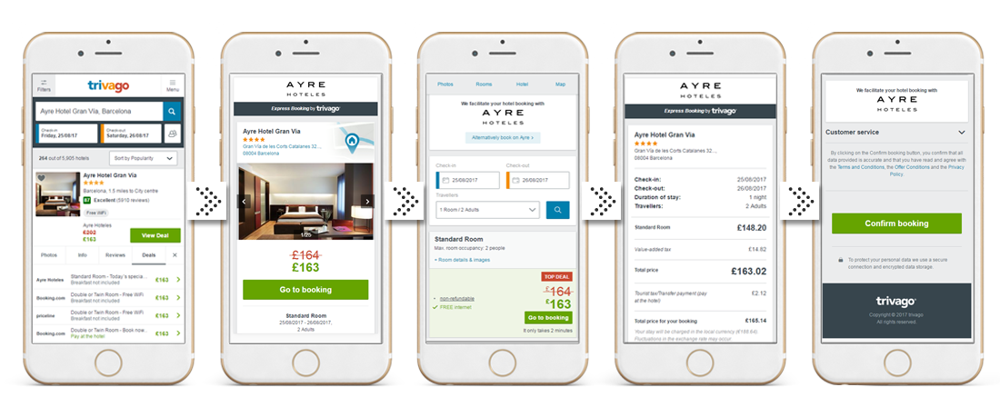 trivago
Filters
Menu
Ayre Hotel Gran Via, Barcelona
Check-in
Friday, 25/08/17
Check-out
Saturday, 26/08/17
264 out of 5,905 hotels
Sort by Popularity
Ayre Hotel Gran Via
Barcelona, 1.5 miles to City centre
87 Excellent (5910 reviews)
Free WiFi
Ayre Hoteles
£202
£163
View Deal
Photos
Info
Reviews
Deals
Ayre Hoteles
Standard Room - Today's specia...
Breakfast not included
£163
Booking.com
Double or Twin Room - Free WiFi
Breakfast not included
£163
priceline
Double or Twin Room - Free WiFi
Breakfast not included
£163
Booking.com
Double or Twin Room - Book now...
Pay at the hotel
£163
AYRE
HOTELES
Express Booking by trivago
Ayre Hotel Gran Via
Gran Vía de les Corts Catalanes 32...,
08004 Barcelona
1/25
£164
£163
Go to booking
Standard Room
25/08/2017 - 26/08/2017,
2 Adults
Photos
Rooms
Hotel
Map
We facilitate your hotel booking with
AYRE
HOTELES
Alternatively book on Ayre >
Check-in
25/08/2017
Check-out
26/08/2017
Travellers
1 Room / 2 Adults
Standard Room
Max. room occupancy: 2 people
+ Room details & images
TOP DEAL
£164
£163
non-refundable
FREE internet
Go to booking
It only takes 2 minutes
AYRE
HOTELES
Express Booking by trivago
Ayre Hotel Gran Via
Gran Vía de les Corts Catalanes 32...,
08004 Barcelona
Check-in: 25/08/2017
Check-out: 26/08/2017
Duration of stay: 1 night
Travellers: 2 Adults
Standard Room £148.20
Value-added tax £14.82
Total price £163.02
Tourist tax/Transfer payment (pay £2.12
at the hotel)
Total price for your booking £165.14
Your stay will be charged in the local currency
Fluctuations in the exchange rate may occur
We facilitate your hotel booking with
AYRE
HOTELES
Customer service
By clicking on the Confirm booking button, you confirm that all
data provided is accurate and that you have read and agree with
the Terms and Conditions, the Offer Conditions and the Privacy
Policy.
Confirm booking
To protect your personal data we use a secure
connection and encrypted data storage.
trivago
Copyright © 2017 trivago
All rights reserved.